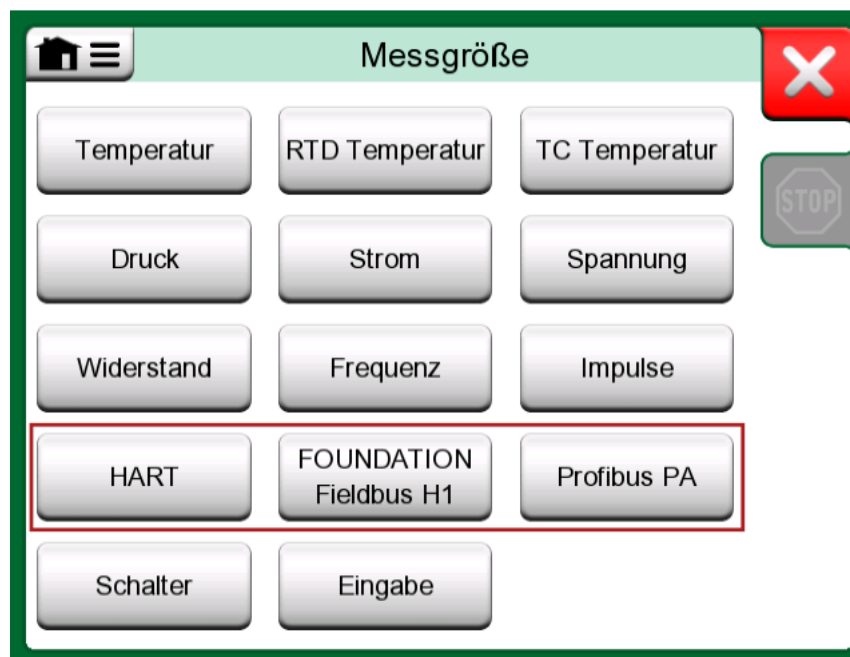 Messgröße
Temperatur
RTD Temperatur
TC Temperatur
STOP
Druck
Strom
Spannung
Widerstand
Frequenz
Impulse
HART
FOUNDATION
Fieldbus H1
Profibus PA
Schalter
Eingabe